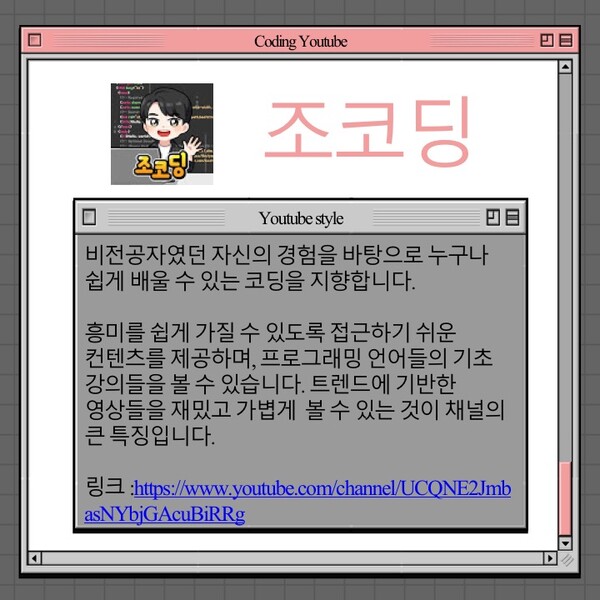 Coding Youtube
조코딩
조코딩
Youtube style
비전공자였던 자신의 경험을 바탕으로 누구나
쉽게 배울 수 있는 코딩을 지향합니다.
흥미를 쉽게 가질 수 있도록 접근하기 쉬운
컨텐츠를 제공하며, 프로그래밍 언어들의 기초
강의들을 볼 수 있습니다. 트렌드에 기반한
영상들을 재밌고 가볍게 볼 수 있는 것이 채널의
큰 특징입니다.
링크 :https://www.youtube.com/channel/UCQNE2Jmb
asNYbjGAcuBiRRg